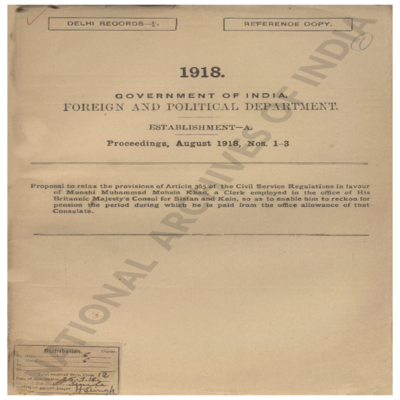 DELHI RECORDS—
REFERENCE COPY.
1918.
GOVERNMENT OF INDIA.
FOREIGN AND POLITICAL DEPARTMENT.
ESTABLISHMENT—A.
Proceedings, August 1918, Nos. 1-3
Proposal to relax the provisions of Article 365 of the Civil Service Regulations in favour
of Munshi Muhammad Mohsin Khan, a Clerk employed in the office of His
Britannic Majesty's Consul for Sistan and Kain, so as to enable him to reckon for
pension the period during which he is paid from the office allowance of that
Consulate.
NATIONAL ARCHIVES OF INDIA